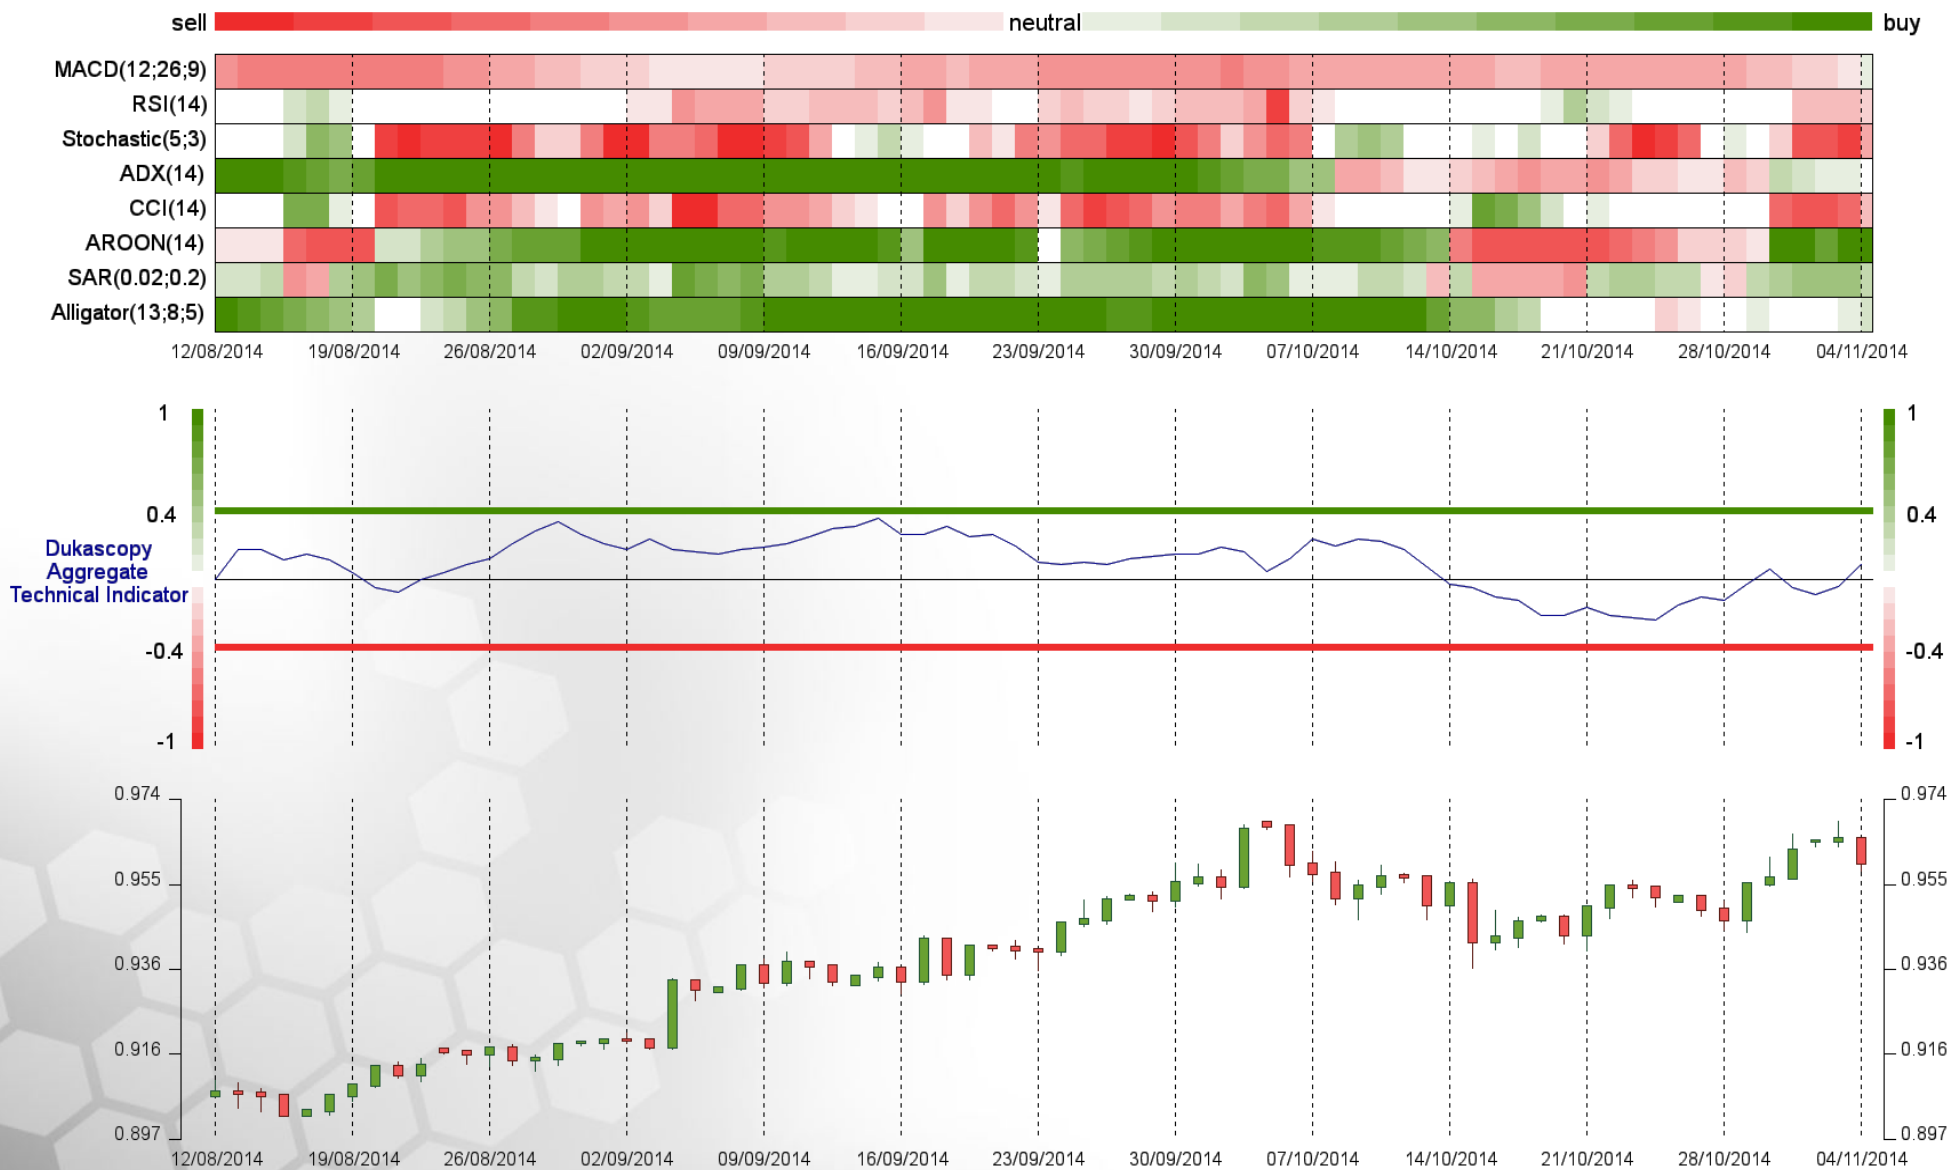 sell neutral buy
MACD(12;26;9)
RSI(14)
Stochastic(5;3)
ADX(14)
CCI(14)
AROON(14)
SAR(0.02;0.2)
Alligator(13;8;5)
12/08/2014 19/08/2014 26/08/2014 02/09/2014 09/09/2014 16/09/2014 23/09/2014 30/09/2014 07/10/2014 14/10/2014 21/10/2014 28/10/2014 04/11/2014
1 1
0.4 0.4
Dukascopy
Aggregate
Technical Indicator
-0.4 -0.4
-1 -1
0.974 0.974
0.955 0.955
0.936 0.936
0.916 0.916
0.897 0.897
12/08/2014 19/08/2014 26/08/2014 02/09/2014 09/09/2014 16/09/2014 23/09/2014 30/09/2014 07/10/2014 14/10/2014 21/10/2014 28/10/2014 04/11/2014